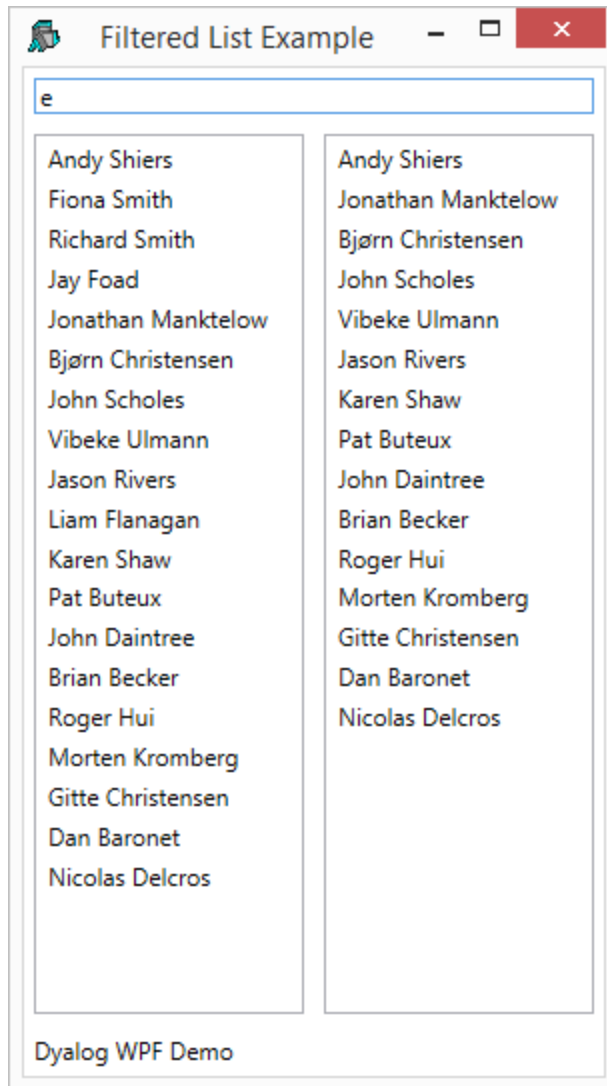 Filtered List Example
e
Andy Shiers
Fiona Smith
Richard Smith
Jay Foad
Jonathan Manktelow
Bjørn Christensen
John Scholes
Vibeke Ulmann
Jason Rivers
Liam Flanagan
Karen Shaw
Pat Buteux
John Daintree
Brian Becker
Roger Hui
Morten Kromberg
Gitte Christensen
Dan Baronet
Nicolas Delcros
Andy Shiers
Jonathan Manktelow
Bjørn Christensen
John Scholes
Vibeke Ulmann
Jason Rivers
Karen Shaw
Pat Buteux
John Daintree
Brian Becker
Roger Hui
Morten Kromberg
Gitte Christensen
Dan Baronet
Nicolas Delcros
Dyalog WPF Demo